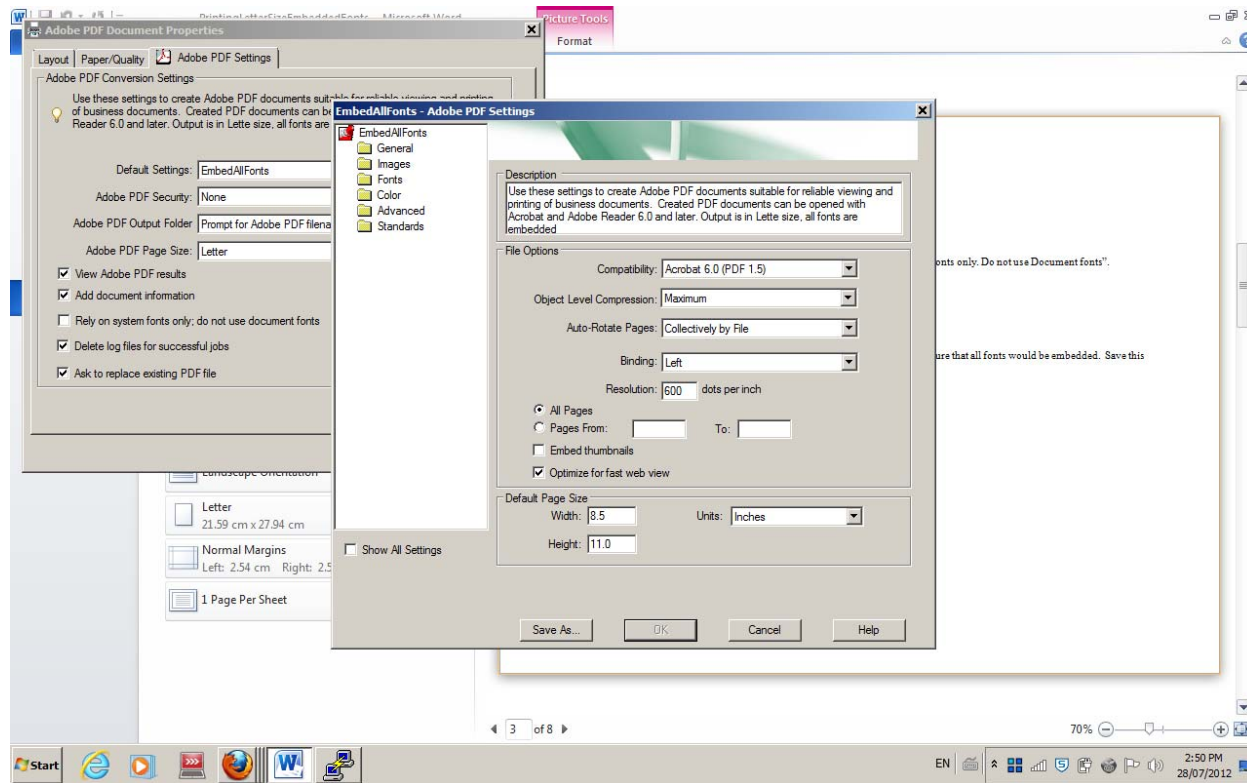 PrintingLetterSizeEmbeddedFonts - Microsoft Word
Picture Tools
Format
Adobe PDF Document Properties
Layout
Paper/Quality
Adobe PDF Settings
Adobe PDF Conversion Settings
Use these settings to create Adobe PDF documents suitable for reliable viewing and printing
of business documents. Created PDF documents can be
Reader 6.0 and later. Output is in Lette size, all fonts are
Default Settings: EmbedAllFonts
Adobe PDF Security: None
Adobe PDF Output Folder Prompt for Adobe PDF filena
Adobe PDF Page Size: Letter
View Adobe PDF results
Add document information
Rely on system fonts only; do not use document fonts
Delete log files for successful jobs
Ask to replace existing PDF file
EmbedAllFonts - Adobe PDF Settings
EmbedAllFonts
General
Images
Fonts
Color
Advanced
Standards
Show All Settings
Description
Use these settings to create Adobe PDF documents suitable for reliable viewing and
printing of business documents. Created PDF documents can be opened with
Acrobat and Adobe Reader 6.0 and later. Output is in Lette size, all fonts are
embedded
File Options
Compatibility: Acrobat 6.0 (PDF 1.5)
Object Level Compression: Maximum
Auto-Rotate Pages: Collectively by File
Binding: Left
Resolution: 600 dots per inch
All Pages
Pages From: To:
Embed thumbnails
Optimize for fast web view
Default Page Size
Width: 8.5 Units: Inches
Height: 11.0
Save As... OK Cancel Help
onts only. Do not use Document fonts".
ure that all fonts would be embedded. Save this
Landscape Orientation
Letter
21.59 cm x 27.94 cm
Normal Margins
Left: 2.54 cm Right: 2.5
1 Page Per Sheet
3 of 8
70%
Start
EN
2:50 PM
28/07/2012